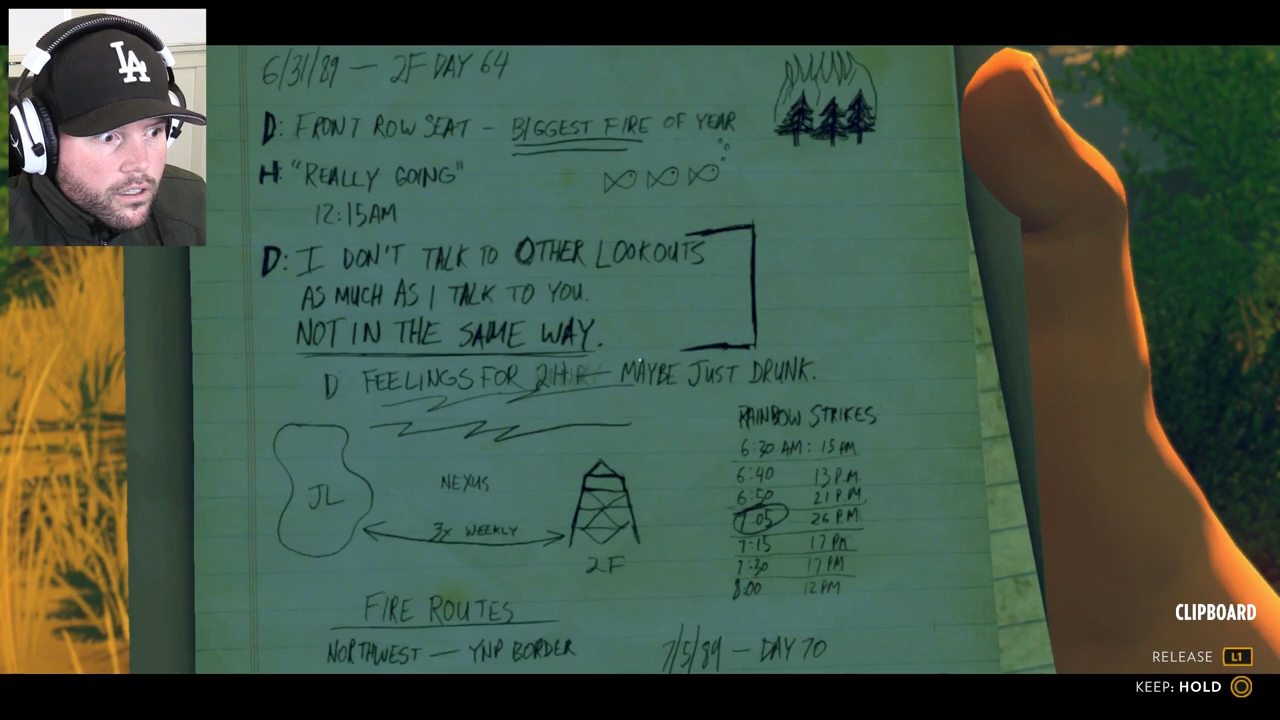 LA
6/31/89 — 2F DAY 64
D: FRONT ROW SEAT - BIGGEST FIRE OF YEAR
H: "REALLY GOING"
12:15AM
D: I DON'T TALK TO OTHER LOOKOUTS
AS MUCH AS I TALK TO YOU.
NOT IN THE SAME WAY.
D FEELINGS FOR — MAYBE JUST DRUNK.
JL
NEXUS
3x WEEKLY
2F
RAINBOW STRIKES
6:30 AM: 15 PM.
6:40 13 P.M.
6:50 21 P.M.
7:05 26 P.M.
7:15 17 PM
7:30 17 PM
8:00 12 PM
FIRE ROUTES
NORTHWEST — YNP BORDER
7/5/89 — DAY 70
CLIPBOARD
RELEASE L1
KEEP: HOLD